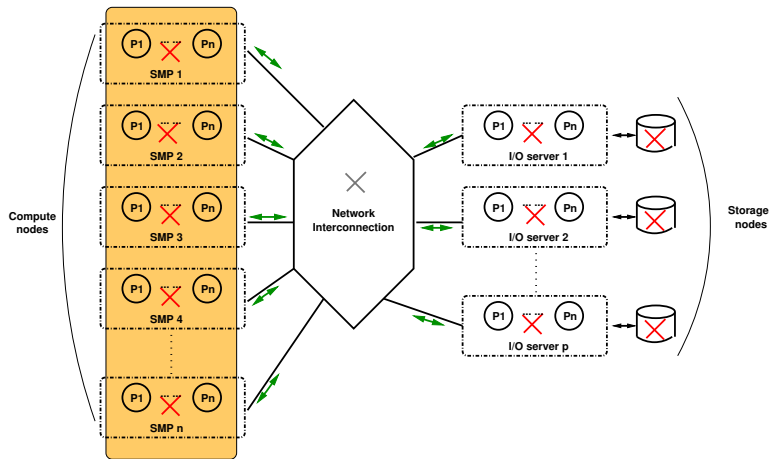 P1 Pn
SMP 1
P1 Pn
SMP 2
P1 Pn
SMP 3
P1 Pn
SMP 4
P1 Pn
SMP n
Compute
nodes
Network
Interconnection
P1 Pn
I/O server 1
P1 Pn
I/O server 2
P1 Pn
I/O server p
Storage
nodes